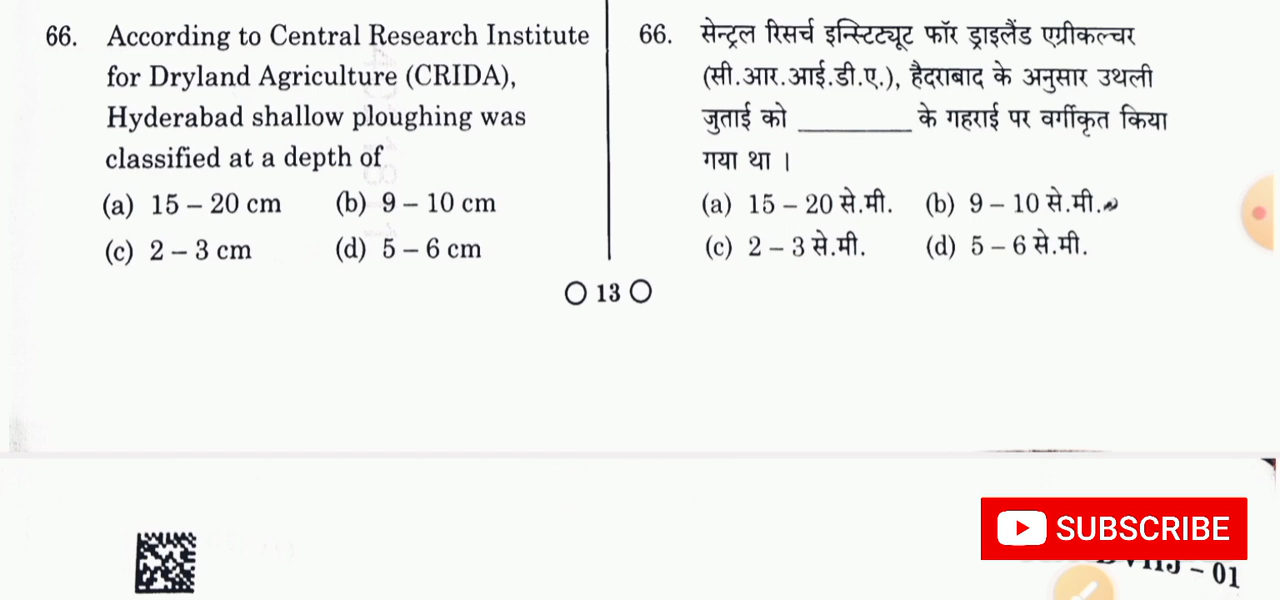 66. According to Central Research Institute
for Dryland Agriculture (CRIDA),
Hyderabad shallow ploughing was
classified at a depth of
(a) 15 – 20 cm (b) 9 – 10 cm
(c) 2 – 3 cm (d) 5 – 6 cm
66. सेन्ट्रल रिसर्च इन्स्टिट्यूट फॉर ड्राइलैंड एग्रीकल्चर
(सी.आर.आई.डी.ए.), हैदराबाद के अनुसार उथली
जुताई को ________ के गहराई पर वर्गीकृत किया
गया था ।
(a) 15 – 20 से.मी. (b) 9 – 10 से.मी.
(c) 2 – 3 से.मी. (d) 5 – 6 से.मी.
13
SUBSCRIBE
– 01